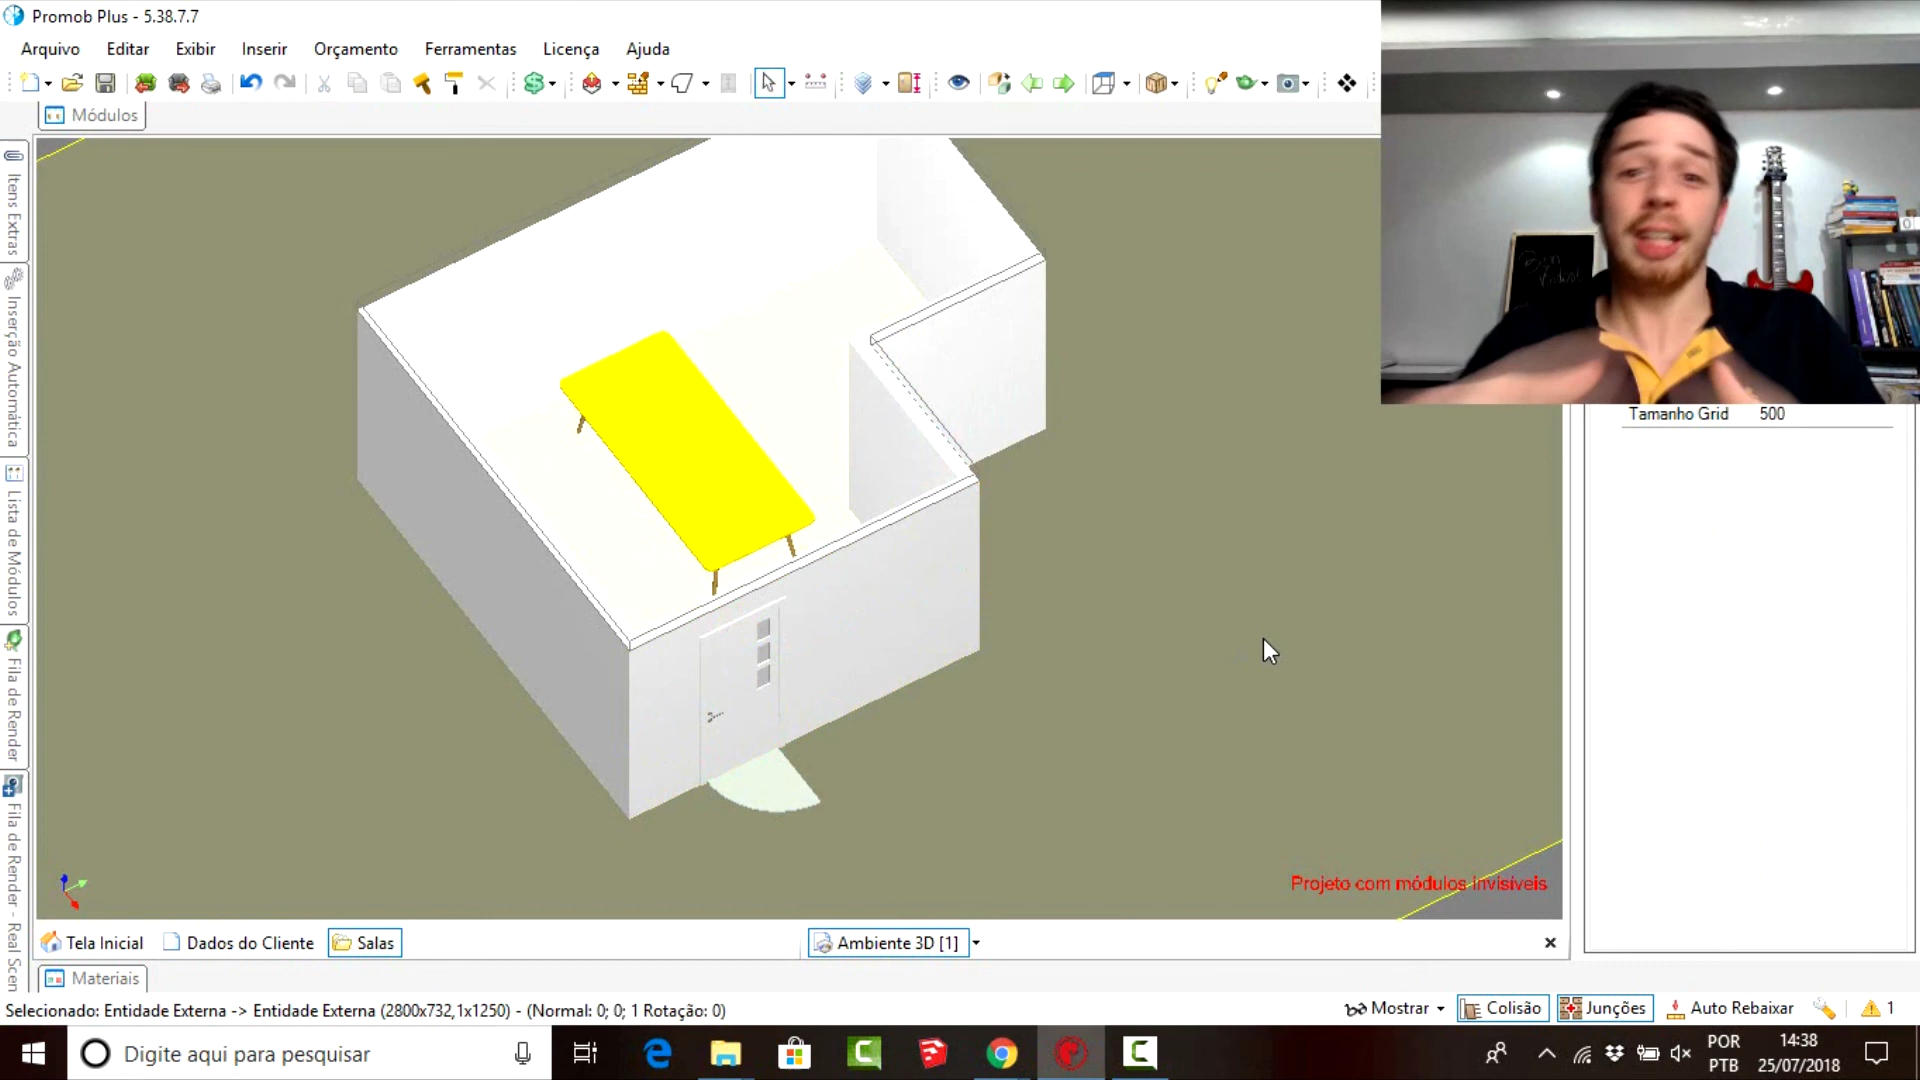 Promob Plus - 5.38.7.7
Arquivo Editar Exibir Inserir Orçamento Ferramentas Licença Ajuda
Módulos
Itens Extras
Inserção Automática
Lista de Módulos
Fila de Render
Fila de Render - Real Scen
Tamanho Grid 500
Projeto com módulos invisíveis
Tela Inicial Dados do Cliente Salas Ambiente 3D [1]
Materiais
Selecionado: Entidade Externa -> Entidade Externa (2800x732,1x1250) - (Normal: 0; 0; 1 Rotação: 0)
Mostrar Colisão Junções Auto Rebaixar 1
Digite aqui para pesquisar
POR 14:38
PTB 25/07/2018